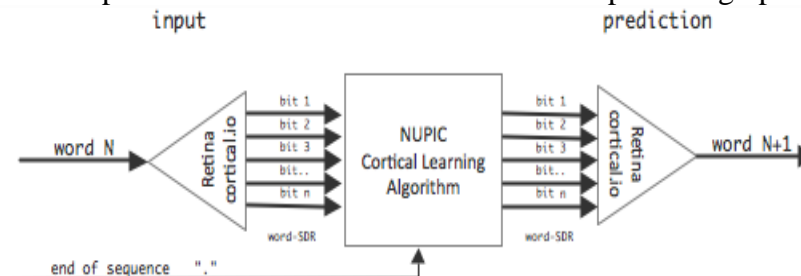 input
prediction
word N
Retina
cortical.io
bit 1
bit 2
bit 3
bit..
bit n
word-SDR
NUPIC
Cortical Learning
Algorithm
bit 1
bit 2
bit 3
bit..
bit n
word-SDR
Retina
cortical.io
word N+1
end of sequence "."